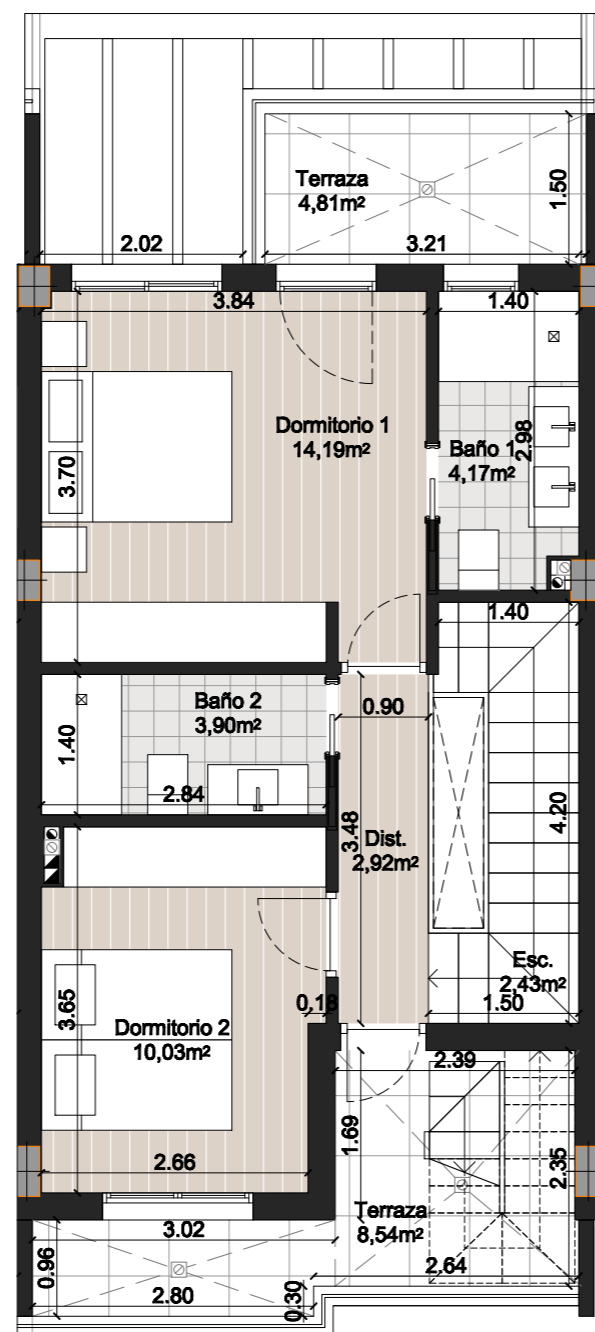 Terraza
4,81m²
1.50
2.02
3.21
3.84
1.40
Dormitorio 1
14,19m²
Baño 1
4,17m²
2.98
3.70
1.40
Baño 2
3,90m²
0.90
1.40
2.84
3.48
4.20
Dist.
2,92m²
Esc.
2,43m²
0.18
1.50
3.65
Dormitorio 2
10,03m²
2.39
1.69
2.35
2.66
Terraza
8,54m²
3.02
0.96
2.64
2.80
0.30